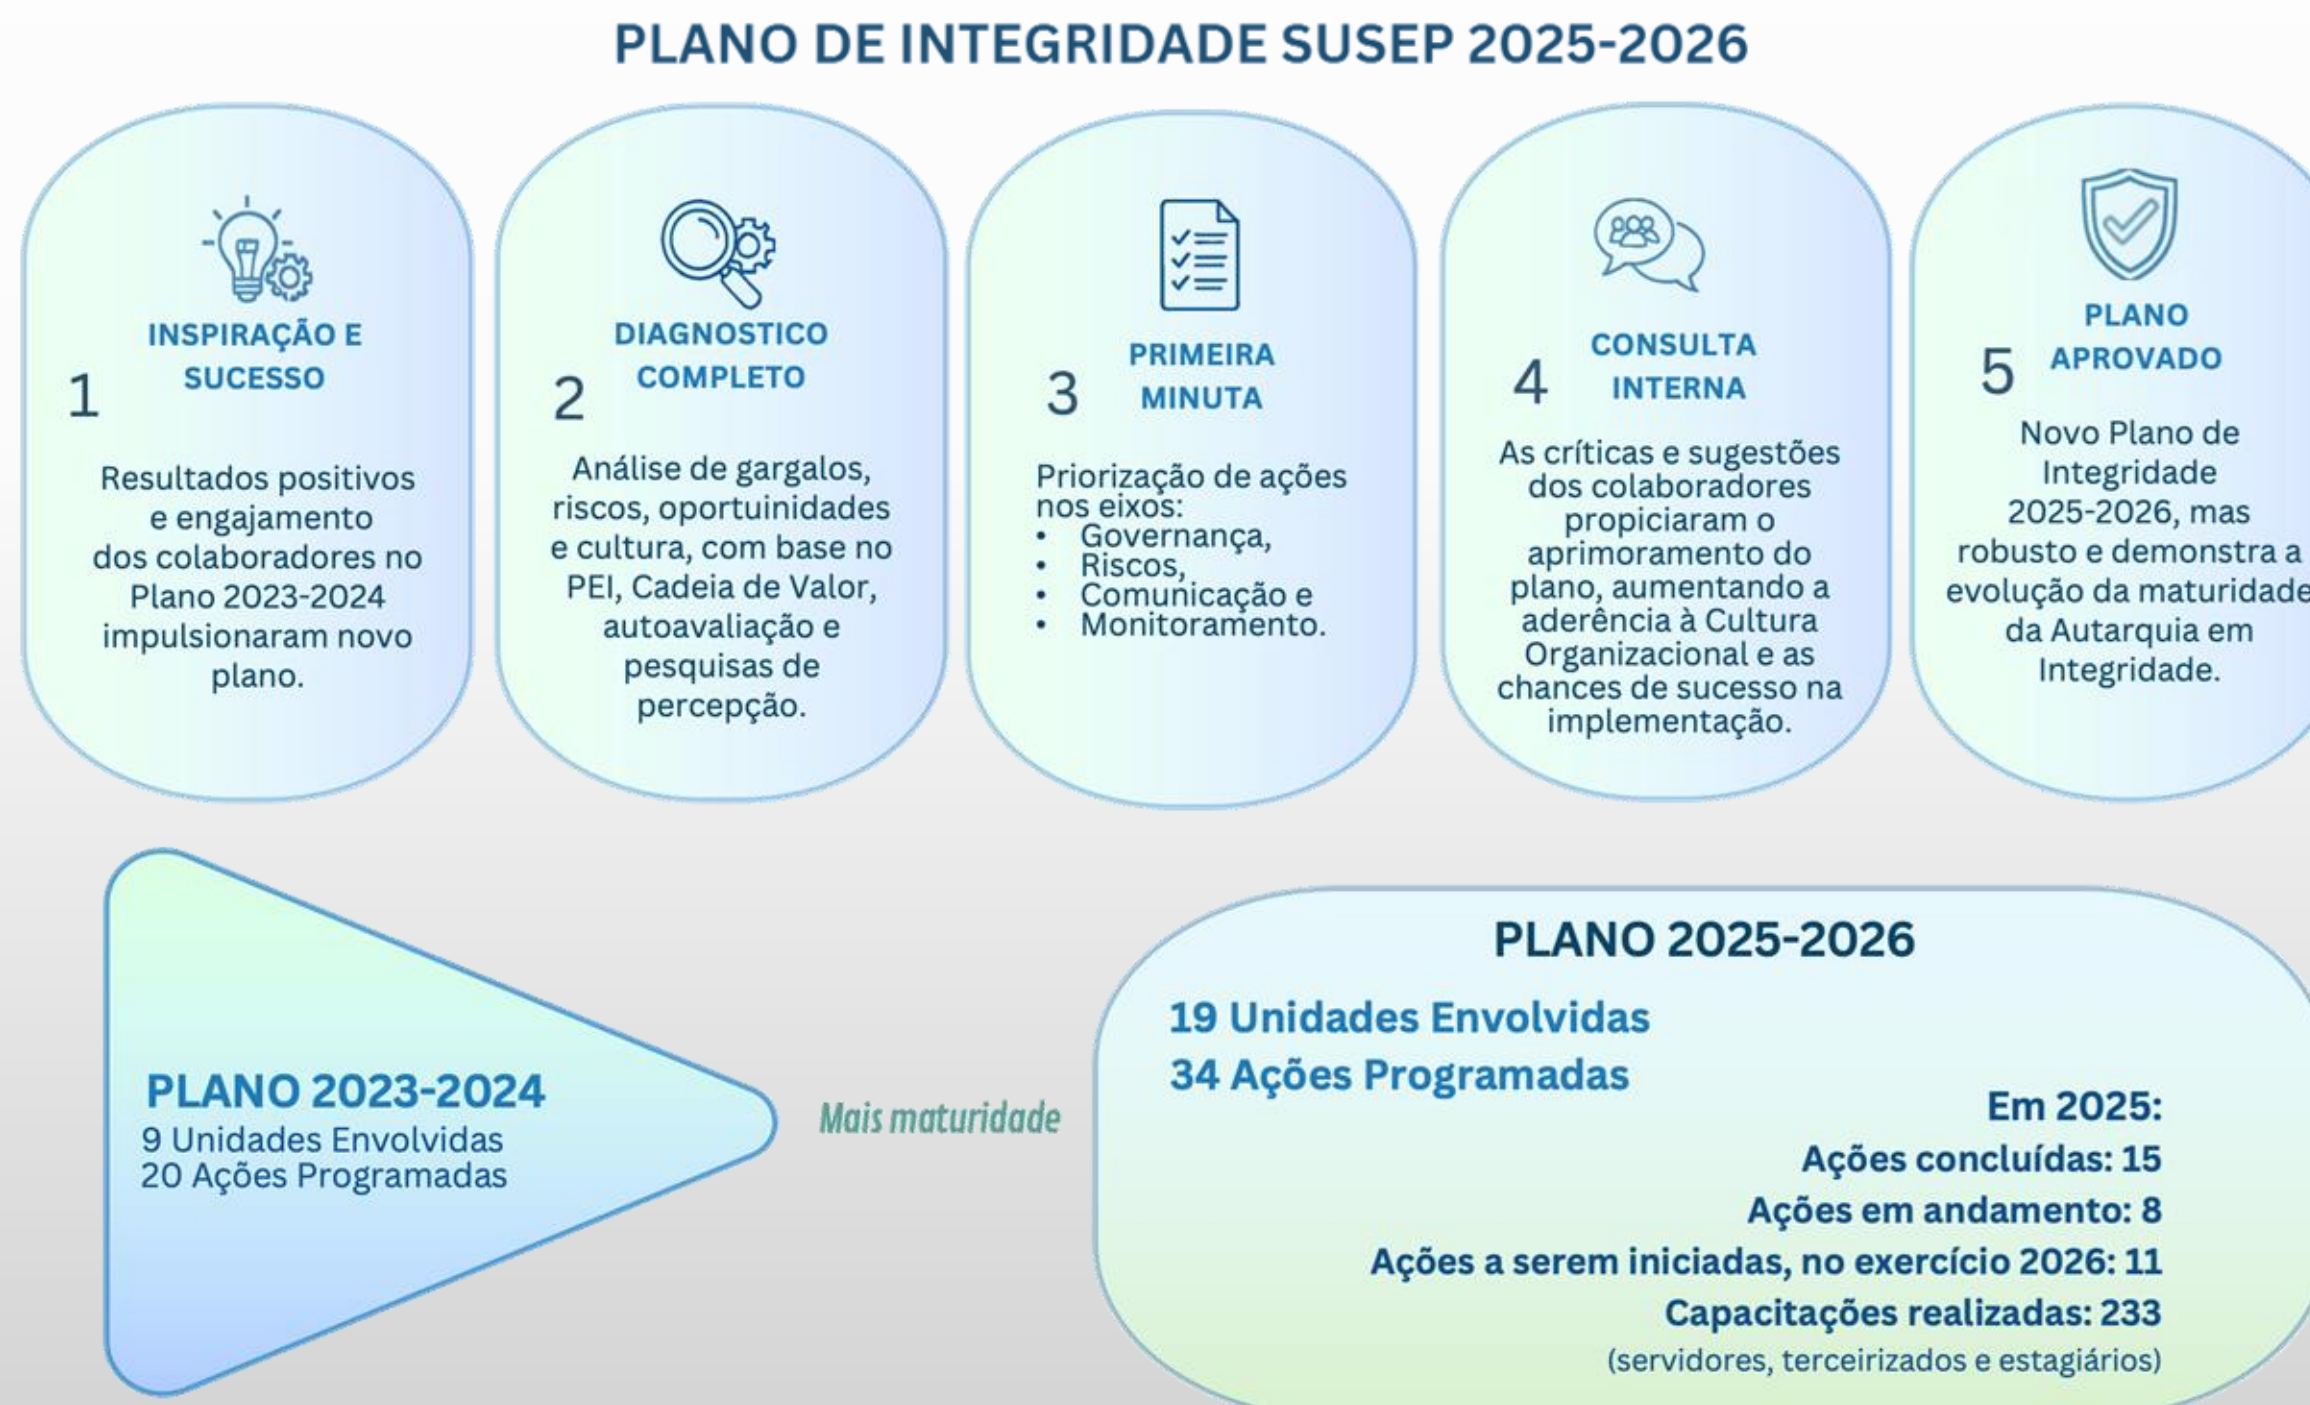 PLANO DE INTEGRIDADE SUSEP 2025-2026
INSPIRAÇÃO E
SUCESSO
1
Resultados positivos
e engajamento
dos colaboradores no
Plano 2023-2024
impulsionaram novo
plano.
DIAGNOSTICO
COMPLETO
2
Análise de gargalos,
riscos, oportuinidades
e cultura, com base no
PEI, Cadeia de Valor,
autoavaliação e
pesquisas de
percepção.
PRIMEIRA
MINUTA
3
Priorização de ações
nos eixos:
• Governança,
• Riscos,
• Comunicação e
• Monitoramento.
CONSULTA
INTERNA
4
As críticas e sugestões
dos colaboradores
propiciaram o
aprimoramento do
plano, aumentando a
aderência à Cultura
Organizacional e as
chances de sucesso na
implementação.
PLANO
APROVADO
5
Novo Plano de
Integridade
2025-2026, mas
robusto e demonstra a
evolução da maturidade
da Autarquia em
Integridade.
PLANO 2023-2024
9 Unidades Envolvidas
20 Ações Programadas
Mais maturidade
PLANO 2025-2026
19 Unidades Envolvidas
34 Ações Programadas
Em 2025:
Ações concluídas: 15
Ações em andamento: 8
Ações a serem iniciadas, no exercício 2026: 11
Capacitações realizadas: 233
(servidores, terceirizados e estagiários)